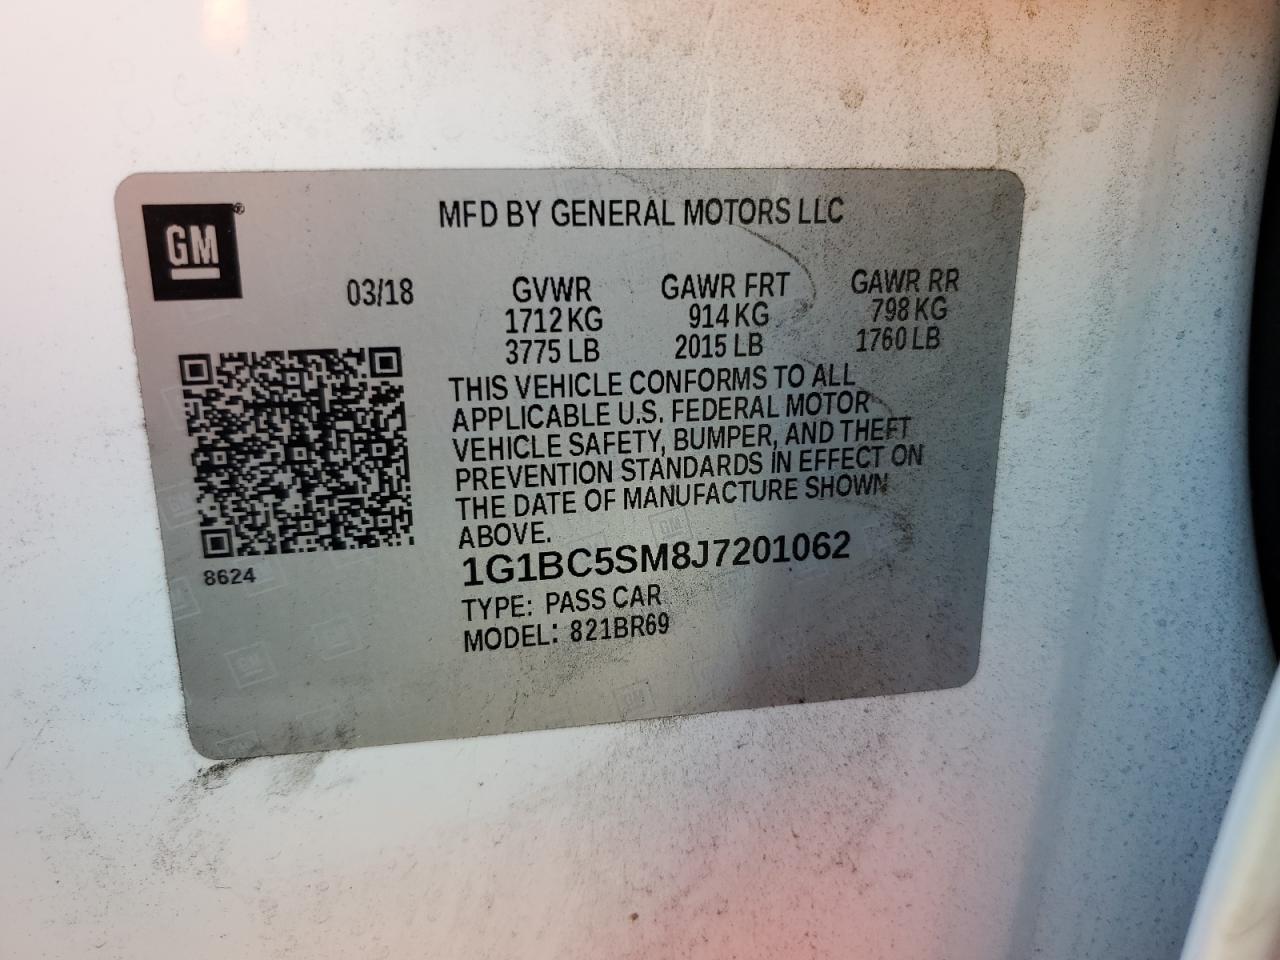 MFD BY GENERAL MOTORS LLC
GM®
03/18 GVWR GAWR FRT GAWR RR
1712 KG 914 KG 798 KG
3775 LB 2015 LB 1760 LB
THIS VEHICLE CONFORMS TO ALL
APPLICABLE U.S. FEDERAL MOTOR
VEHICLE SAFETY, BUMPER, AND THEFT
PREVENTION STANDARDS IN EFFECT ON
THE DATE OF MANUFACTURE SHOWN
ABOVE.
8624
1G1BC5SM8J7201062
TYPE: PASS CAR
MODEL: 821BR69